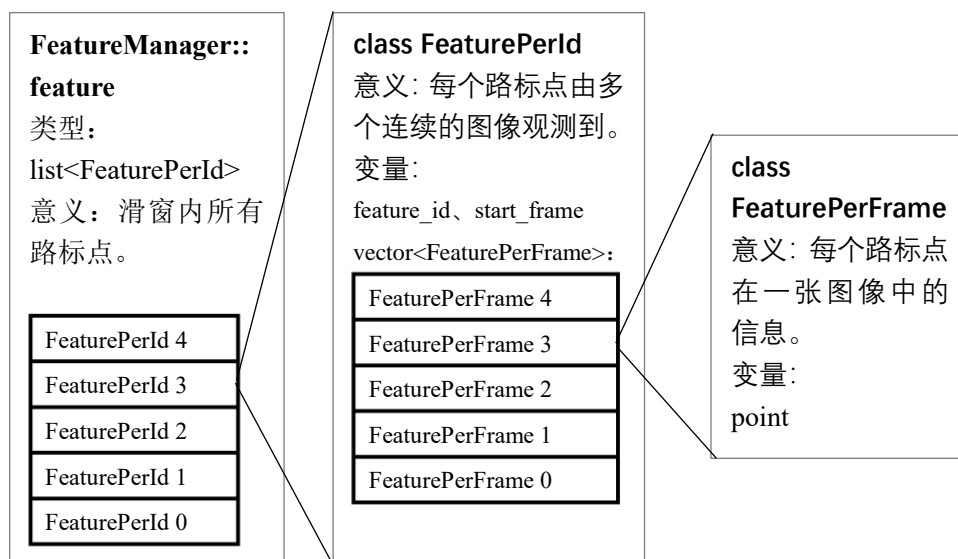 FeatureManager::
feature
类型：
list<FeaturePerId>
意义：滑窗内所有
路标点。
FeaturePerId 4
FeaturePerId 3
FeaturePerId 2
FeaturePerId 1
FeaturePerId 0
class FeaturePerId
意义：每个路标点由多
个连续的图像观测到。
变量：
feature_id、start_frame
vector<FeaturePerFrame>：
FeaturePerFrame 4
FeaturePerFrame 3
FeaturePerFrame 2
FeaturePerFrame 1
FeaturePerFrame 0
class
FeaturePerFrame
意义：每个路标点
在一张图像中的
信息。
变量：
point